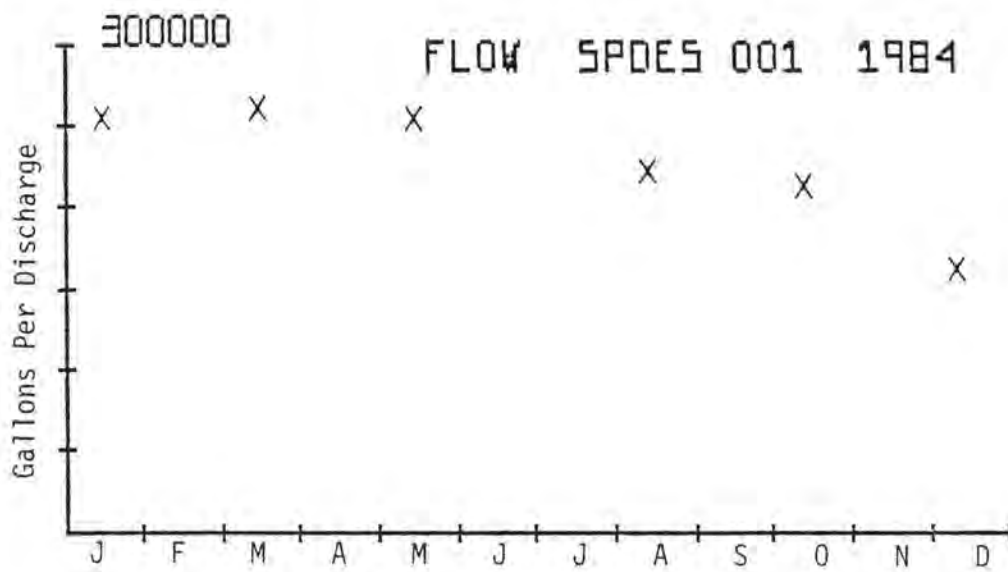 300000
FLOW SPDES 001 1984
Gallons Per Discharge
J F M A M J J A S O N D